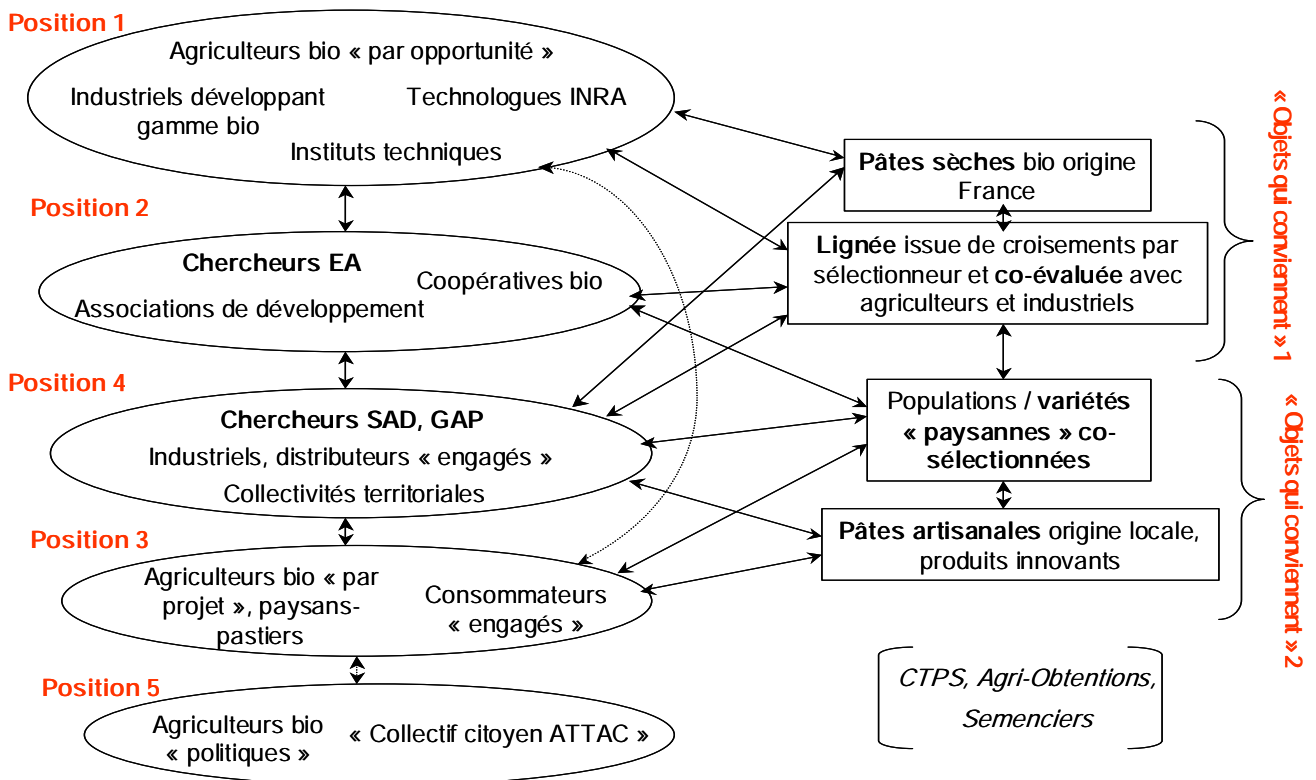 Position 1
Agriculteurs bio « par opportunité »
Industriels développant
gamme bio
Technologues INRA
Instituts techniques
Position 2
Chercheurs EA
Coopératives bio
Associations de développement
Position 4
Chercheurs SAD, GAP
Industriels, distributeurs « engagés »
Collectivités territoriales
Position 3
Agriculteurs bio « par
projet », paysans-
pastiers
Consommateurs
« engagés »
Position 5
Agriculteurs bio
« politiques »
« Collectif citoyen ATTAC »
Pâtes sèches bio origine
France
Lignée issue de croisements par
sélectionneur et co-évaluée avec
agriculteurs et industriels
Populations / variétés
« paysannes » co-
sélectionnées
Pâtes artisanales origine locale,
produits innovants
« Objets qui conviennent » 1
« Objets qui conviennent » 2
CTPS, Agri-Obtentions,
Semenciers